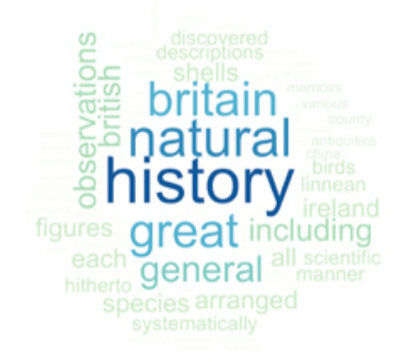 discovered
descriptions
shells
observations
british
britain
memoirs
various
county
natural
antiquities
china
birds
history
linnean
ireland
figures
great including
each
general
all scientific
manner
hitherto
species arranged
systematically